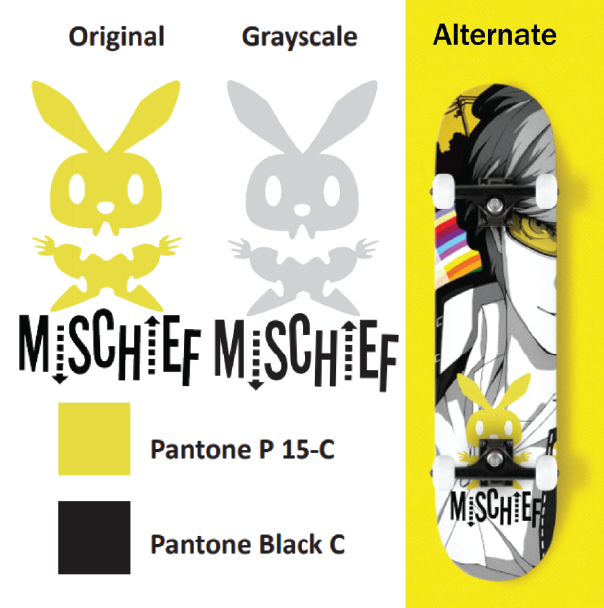 Original
Grayscale
Alternate
MiSCHiEF
MiSCHiEF
Pantone P 15-C
Pantone Black C
MiSCHiEF